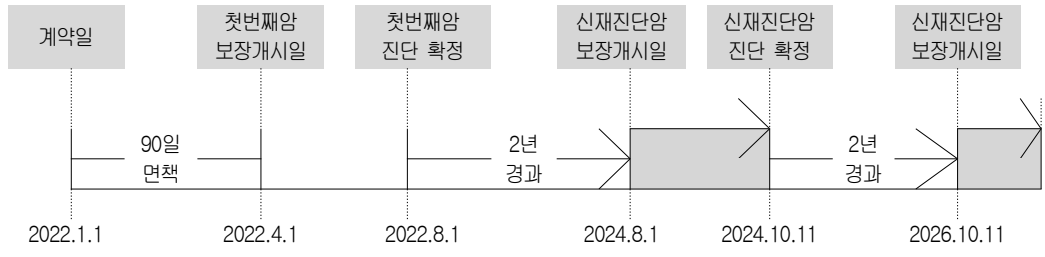 계약일
첫번째암
보장개시일
첫번째암
진단 확정
신재진단암
보장개시일
신재진단암
진단 확정
신재진단암
보장개시일
90일
면책
2년
경과
2년
경과
2022.1.1
2022.4.1
2022.8.1
2024.8.1
2024.10.11
2026.10.11